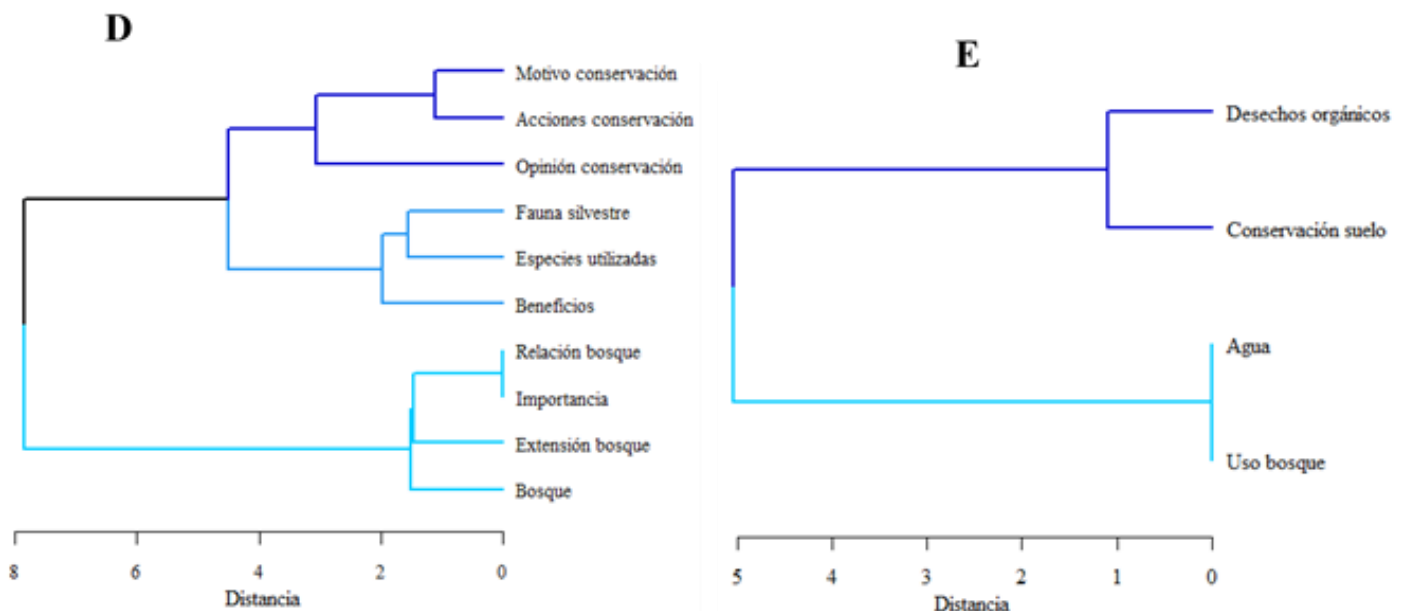 D
Motivo conservación
Acciones conservación
Opinión conservación
Fauna silvestre
Especies utilizadas
Beneficios
Relación bosque
Importancia
Extensión bosque
Bosque
8 6 4 2 0
Distancia
E
Desechos orgánicos
Conservación suelo
Agua
Uso bosque
5 4 3 2 1 0
Distancia